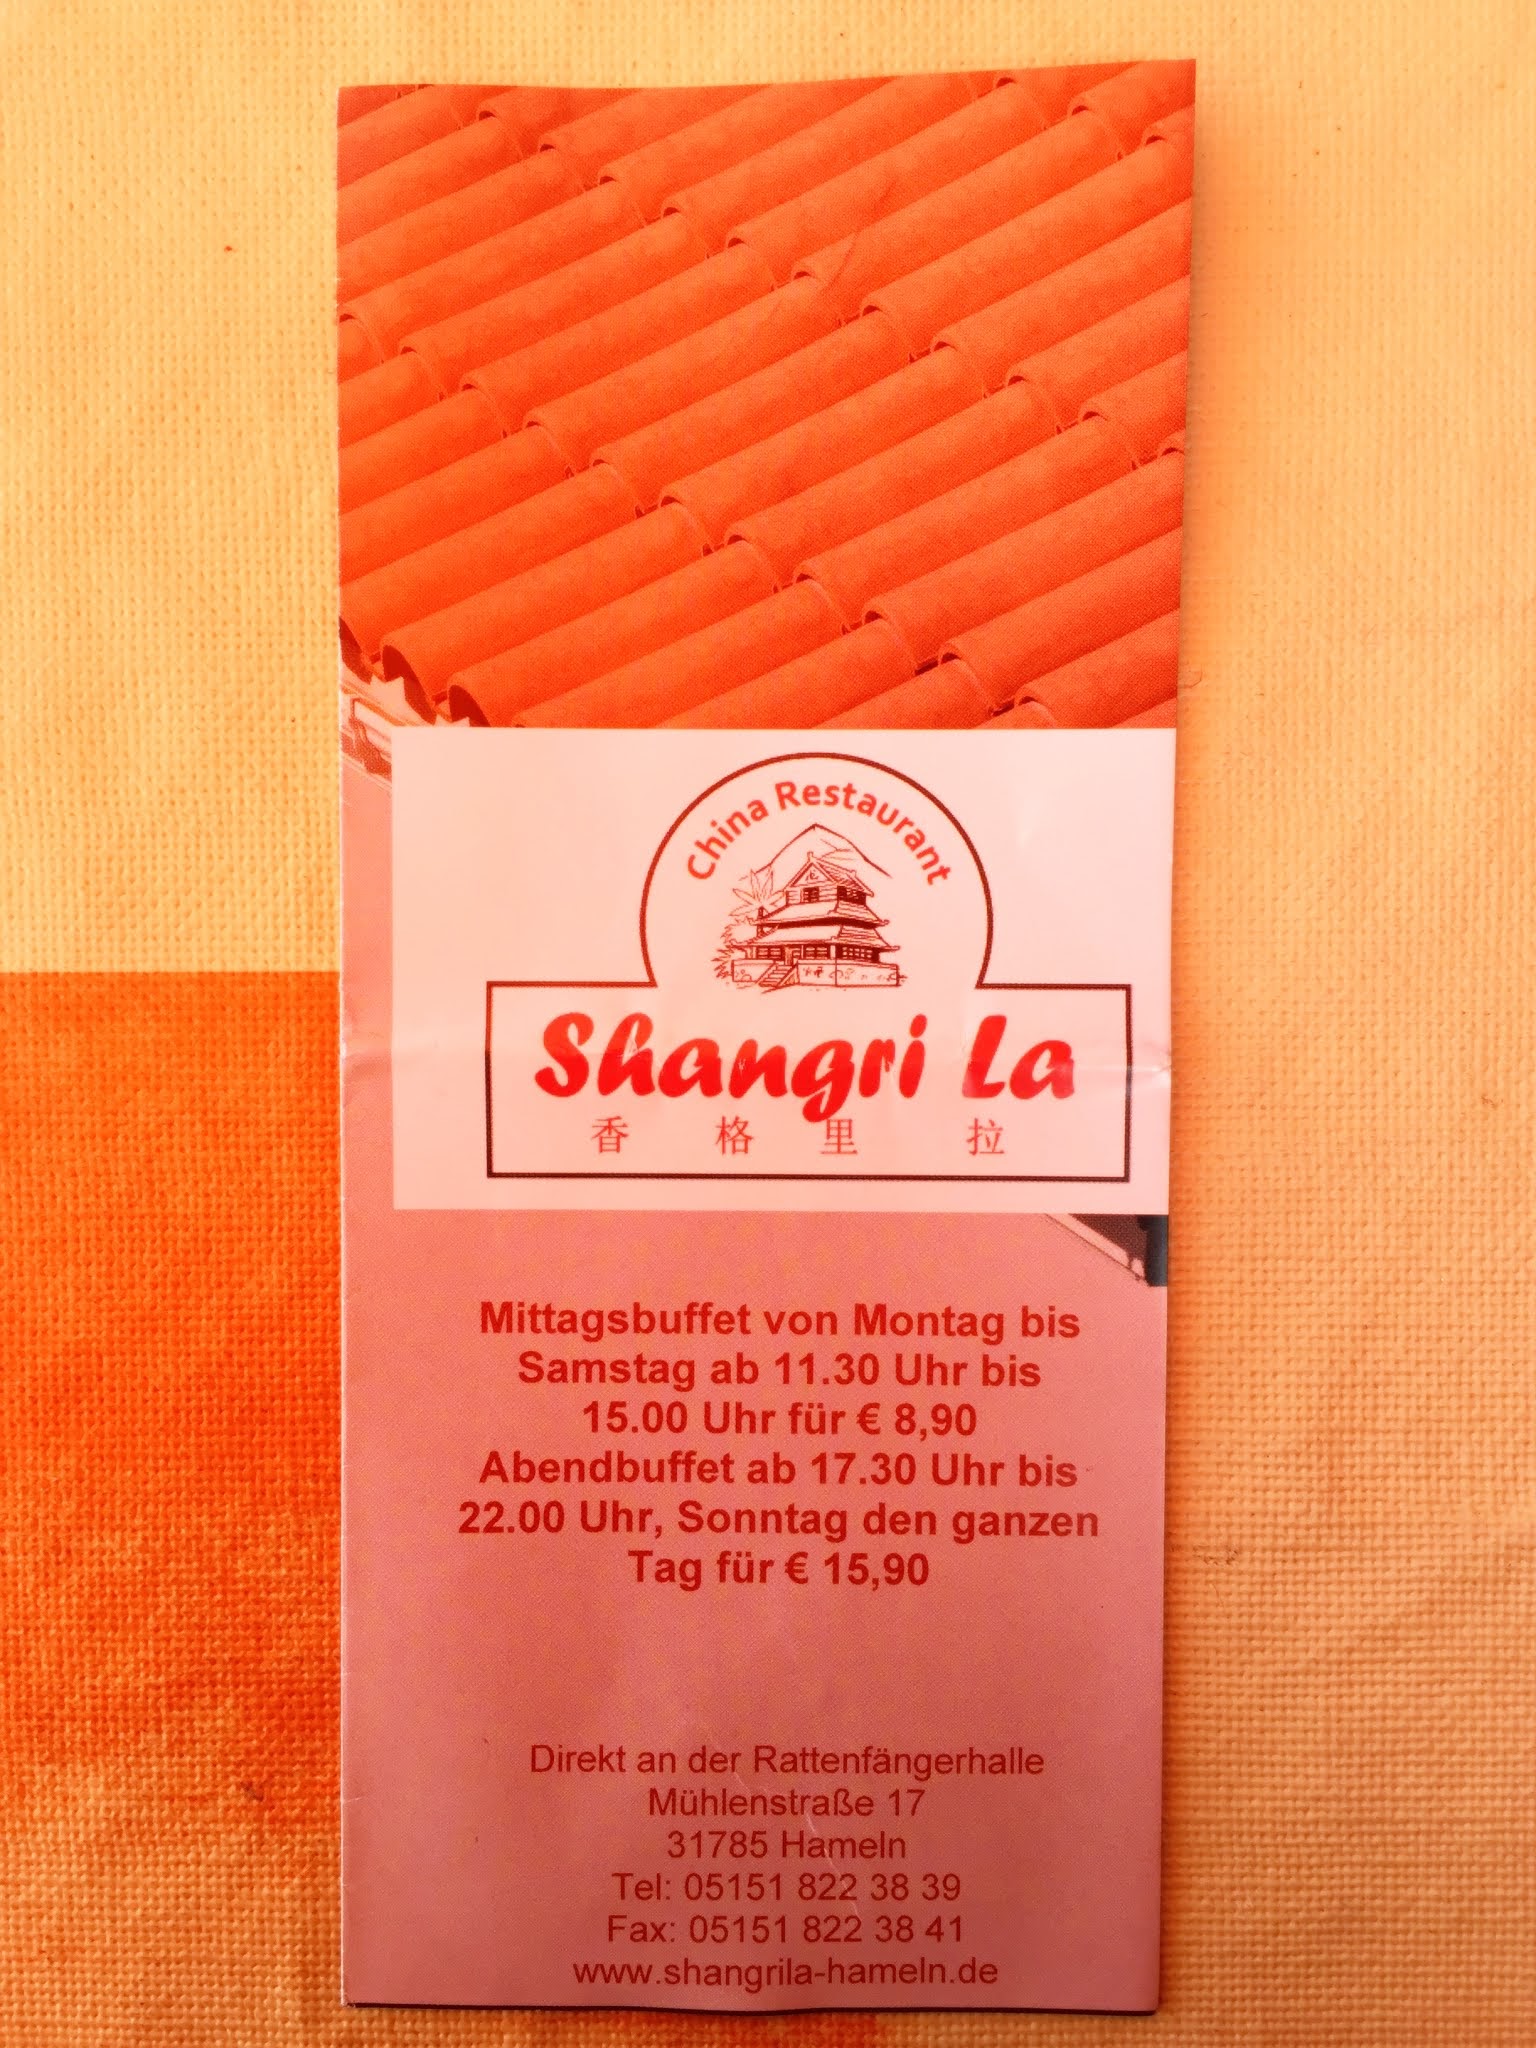 China Restaurant
Shangri La
香 格 里 拉
Mittagsbuffet von Montag bis
Samstag ab 11.30 Uhr bis
15.00 Uhr für € 8,90
Abendbuffet ab 17.30 Uhr bis
22.00 Uhr, Sonntag den ganzen
Tag für € 15,90
Direkt an der Rattenfängerhalle
Mühlenstraße 17
31785 Hameln
Tel: 05151 822 38 39
Fax: 05151 822 38 41
www.shangrila-hameln.de